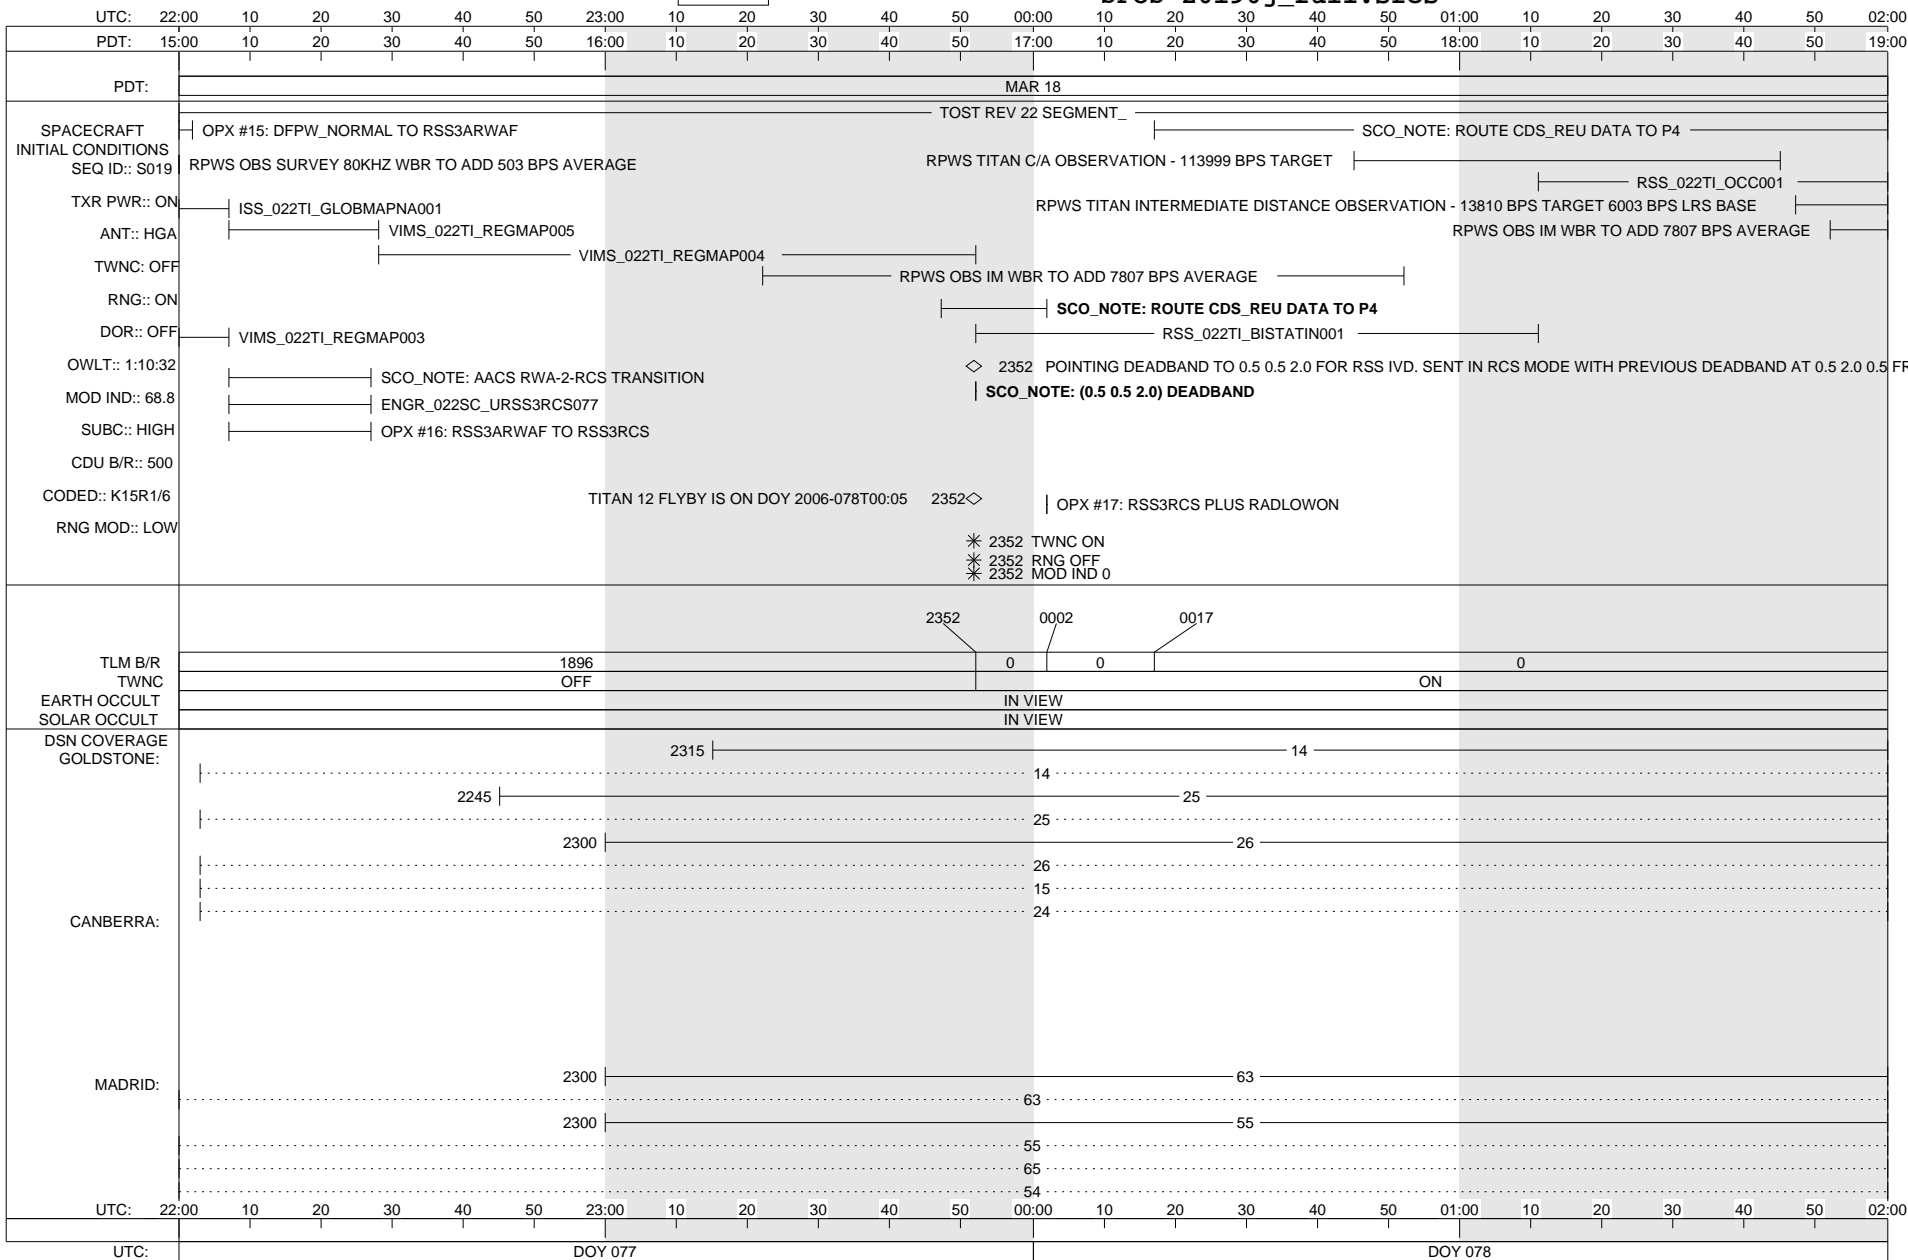 UTC: 22:00 10 20 30 40 50 23:00 10 20 30 40 50 00:00 10 20 30 40 50 01:00 10 20 30 40 50 02:00
PDT: 15:00 10 20 30 40 50 16:00 10 20 30 40 50 17:00 10 20 30 40 50 18:00 10 20 30 40 50 19:00
PDT: MAR 18
TOST REV 22 SEGMENT_
SPACECRAFT OPX #15: DFPW_NORMAL TO RSS3ARWAF SCO_NOTE: ROUTE CDS_REU DATA TO P4
INITIAL CONDITIONS
SEQ ID:: S019 RPWS OBS SURVEY 80KHZ WBR TO ADD 503 BPS AVERAGE RPWS TITAN C/A OBSERVATION - 113999 BPS TARGET
RSS_022TI_OCC001
TXR PWR:: ON ISS_022TI_GLOBMAPNA001 RPWS TITAN INTERMEDIATE DISTANCE OBSERVATION - 13810 BPS TARGET 6003 BPS LRS BASE
ANT:: HGA VIMS_022TI_REGMAP005 RPWS OBS IM WBR TO ADD 7807 BPS AVERAGE
VIMS_022TI_REGMAP004
TWNC: OFF RPWS OBS IM WBR TO ADD 7807 BPS AVERAGE
RNG:: ON SCO_NOTE: ROUTE CDS_REU DATA TO P4
DOR:: OFF VIMS_022TI_REGMAP003 RSS_022TI_BISTATIN001
OWLT:: 1:10:32 2352 POINTING DEADBAND TO 0.5 0.5 2.0 FOR RSS IVD. SENT IN RCS MODE WITH PREVIOUS DEADBAND AT 0.5 2.0 0.5 FR
SCO_NOTE: AACS RWA-2-RCS TRANSITION
MOD IND:: 68.8 SCO_NOTE: (0.5 0.5 2.0) DEADBAND
ENGR_022SC_URSS3RCS077
SUBC:: HIGH OPX #16: RSS3ARWAF TO RSS3RCS
CDU B/R:: 500
CODED:: K15R1/6 TITAN 12 FLYBY IS ON DOY 2006-078T00:05 2352 OPX #17: RSS3RCS PLUS RADLOWON
RNG MOD:: LOW
2352 TWNC ON
2352 RNG OFF
2352 MOD IND 0
2352 0002 0017
TLM B/R 1896 0 0 0
TWNC OFF ON
EARTH OCCULT IN VIEW
SOLAR OCCULT IN VIEW
DSN COVERAGE
GOLDSTONE: 2315 14
14
2245 25
25
2300 26
26
15
24
CANBERRA:
MADRID: 2300 63
63
2300 55
55
65
54
UTC: 22:00 10 20 30 40 50 23:00 10 20 30 40 50 00:00 10 20 30 40 50 01:00 10 20 30 40 50 02:00
UTC: DOY 077 DOY 078